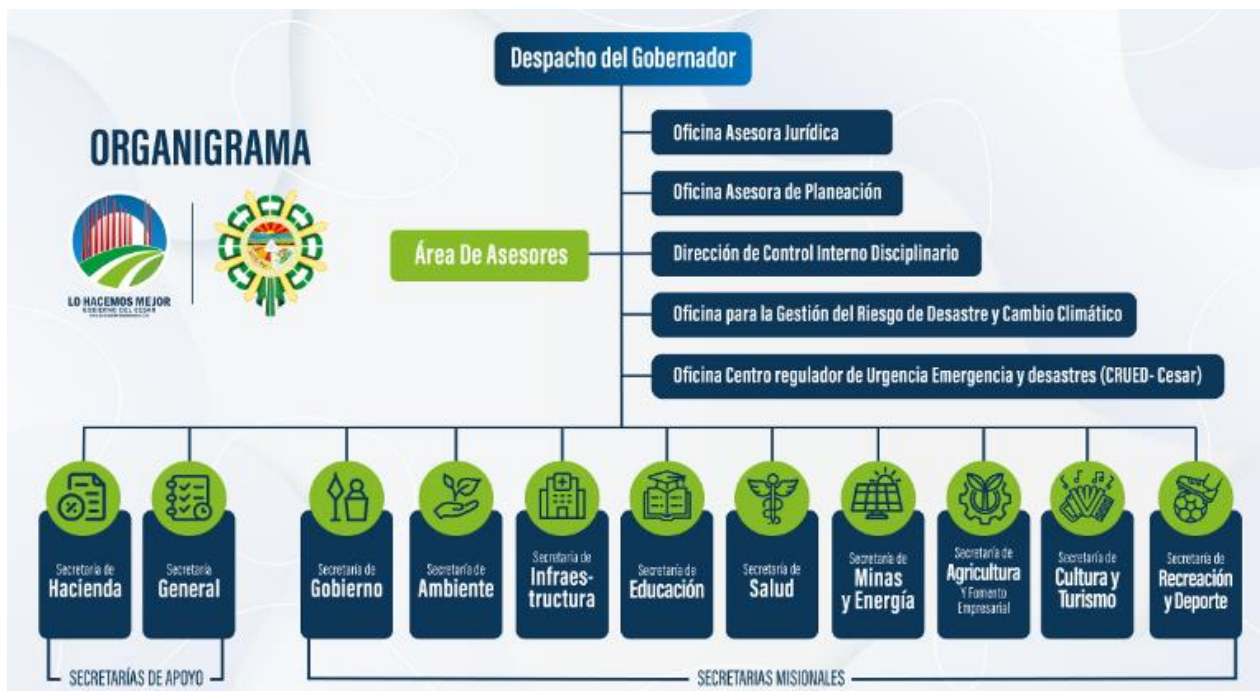 Despacho del Gobernador
ORGANIGRAMA
LO HACEMOS MEJOR
GOBIERNO DEL CESAR
Oficina Asesora Jurídica
Oficina Asesora de Planeación
Área De Asesores
Dirección de Control Interno Disciplinario
Oficina para la Gestión del Riesgo de Desastre y Cambio Climático
Oficina Centro regulador de Urgencia Emergencia y desastres (CRUED- Cesar)
Secretaría de
Hacienda
Secretaría
General
Secretaría de
Gobierno
Secretaría de
Ambiente
Secretaría de
Infraes-
tructura
Secretaría de
Educación
Secretaría de
Salud
Secretaría de
Minas
y Energía
Secretaría de
Agricultura
Y Fomento
Empresarial
Secretaría de
Cultura y
Turismo
Secretaría de
Recreación
y Deporte
SECRETARÍAS DE APOYO
SECRETARIAS MISIONALES